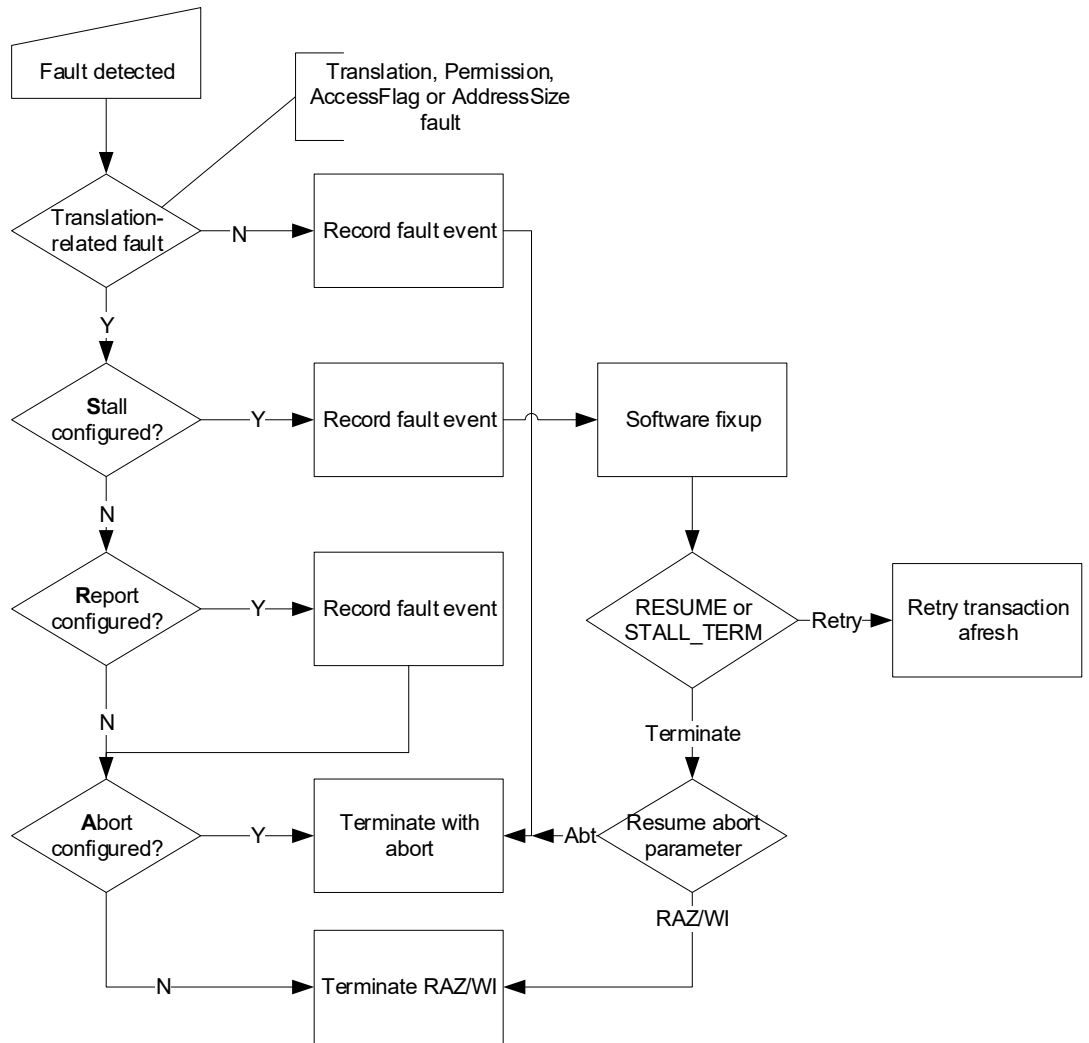 Fault detected
Translation, Permission,
AccessFlag or AddressSize
fault
Translation-
related fault
N
Record fault event
Y
Stall
configured?
Y
Record fault event
Software fixup
N
Report
configured?
Y
Record fault event
RESUME or
STALL_TERM
Retry
Retry transaction
afresh
N
Terminate
Abort
configured?
Y
Terminate with
abort
Abt
Resume abort
parameter
RAZ/WI
N
Terminate RAZ/WI